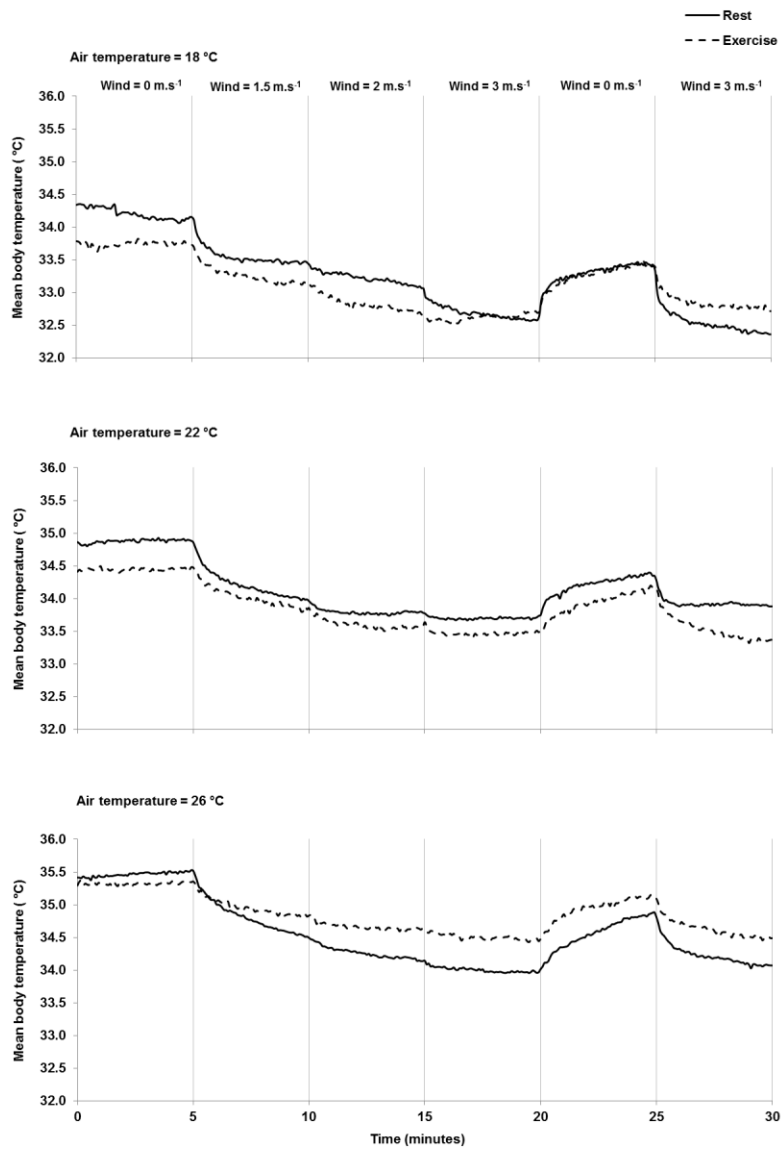 Rest
Exercise
Air temperature = 18 °C
Wind = 0 m.s-1 Wind = 1.5 m.s-1 Wind = 2 m.s-1 Wind = 3 m.s-1 Wind = 0 m.s-1 Wind = 3 m.s-1
36.0
35.5
35.0
34.5
34.0
33.5
33.0
32.5
32.0
Mean body temperature ( °C)
Air temperature = 22 °C
36.0
35.5
35.0
34.5
34.0
33.5
33.0
32.5
32.0
Mean body temperature ( °C)
Air temperature = 26 °C
36.0
35.5
35.0
34.5
34.0
33.5
33.0
32.5
32.0
Mean body temperature ( °C)
0 5 10 15 20 25 30
Time (minutes)